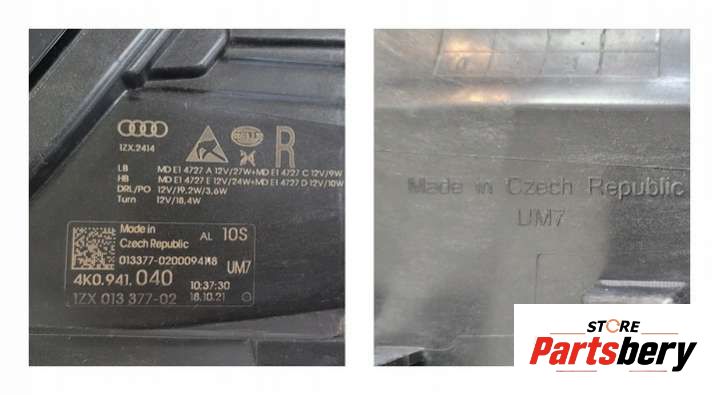 1ZX.2414
HELLA
R
LB MD E1 4727 A 12V/27W+MD E1 4727 C 12V/9W
HB MD E1 4727 E 12V/24W+MD E1 4727 D 12V/10W
DRL/PO 12V/19.2W/3,6W
Turn 12V/18,4W
Made in
Czech Republic
AL 10S
UM7
4K0.941.040
10:37:30
1ZX 013 377-02
18.10.21
Made in Czech Republic
UM7
STORE
Partsbery